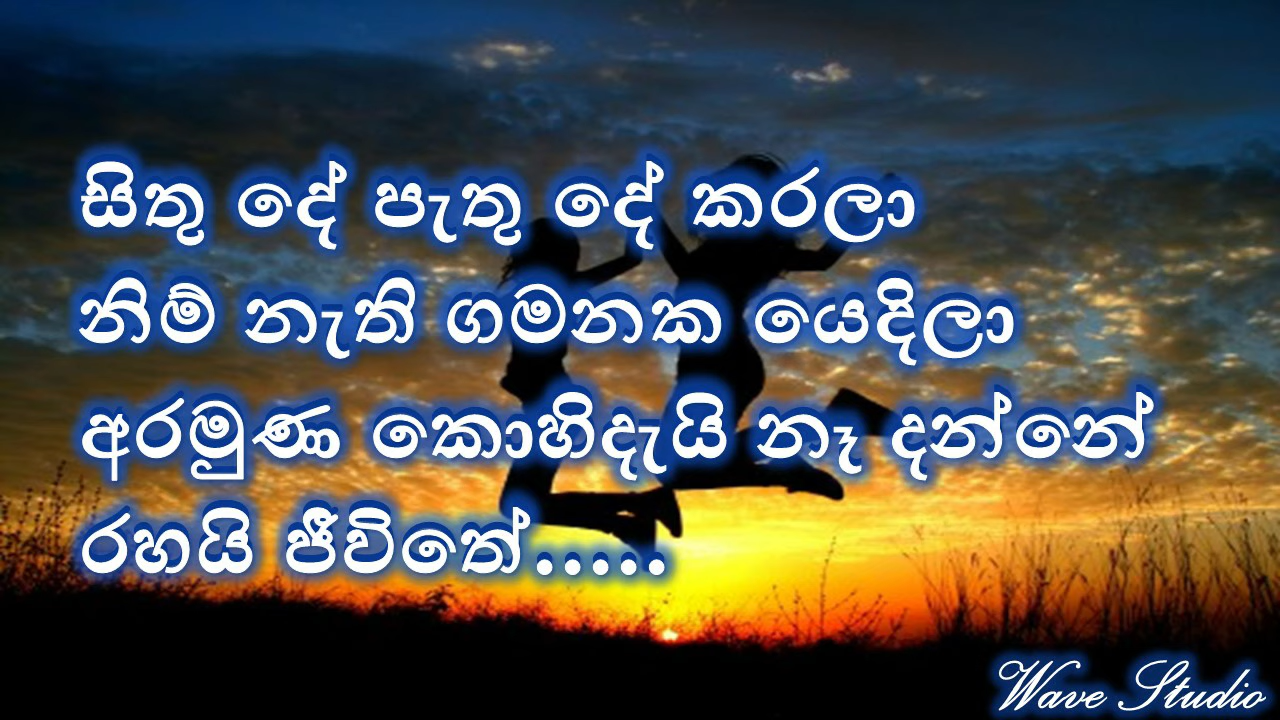 සිතූ දේ පැතූ දේ කරලා
නිම් නැති ගමනක යෙදිලා
අරමුණ කොහිදැයි නෑ දන්නේ
රහයි ජීවිතේ.....
Wave Studio